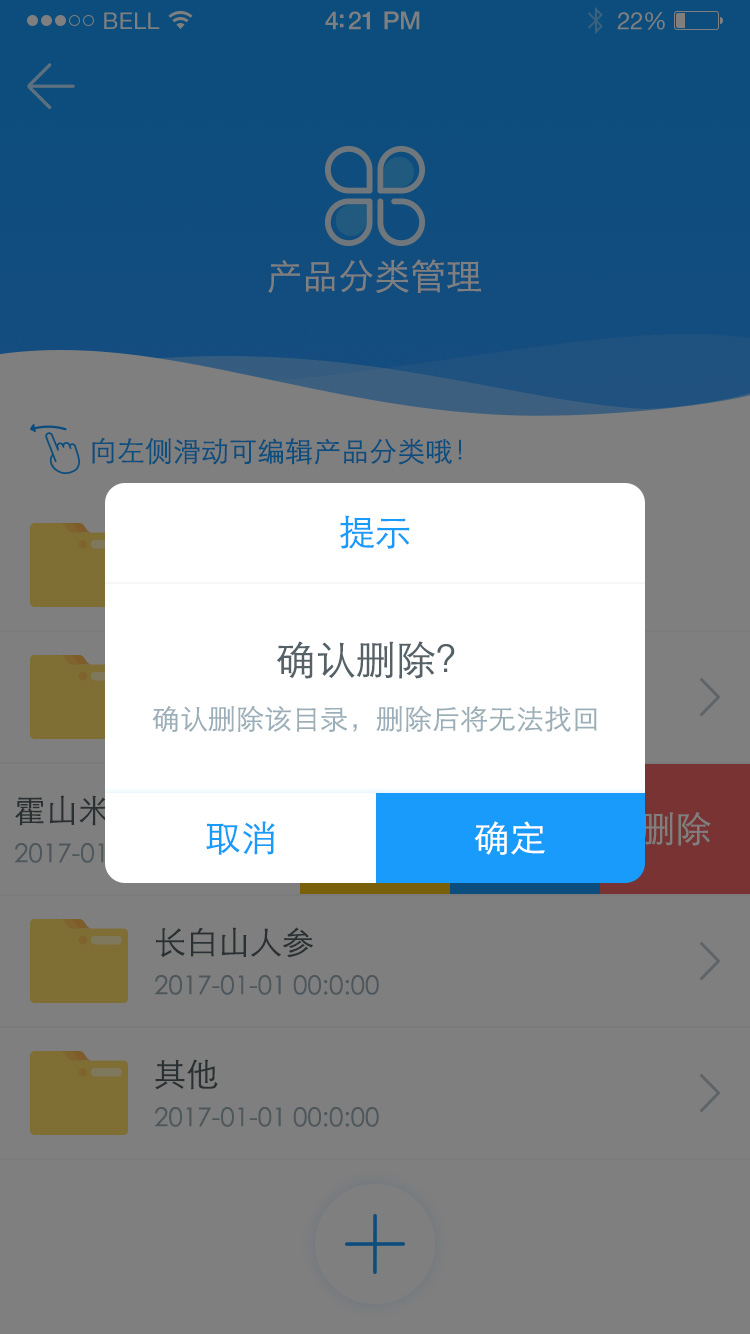 BELL 4:21 PM 22%
产品分类管理
向左侧滑动可编辑产品分类哦！
提示
确认删除?
确认删除该目录，删除后将无法找回
霍山米
2017-01
删除
取消 确定
长白山人参
2017-01-01 00:0:00
其他
2017-01-01 00:0:00